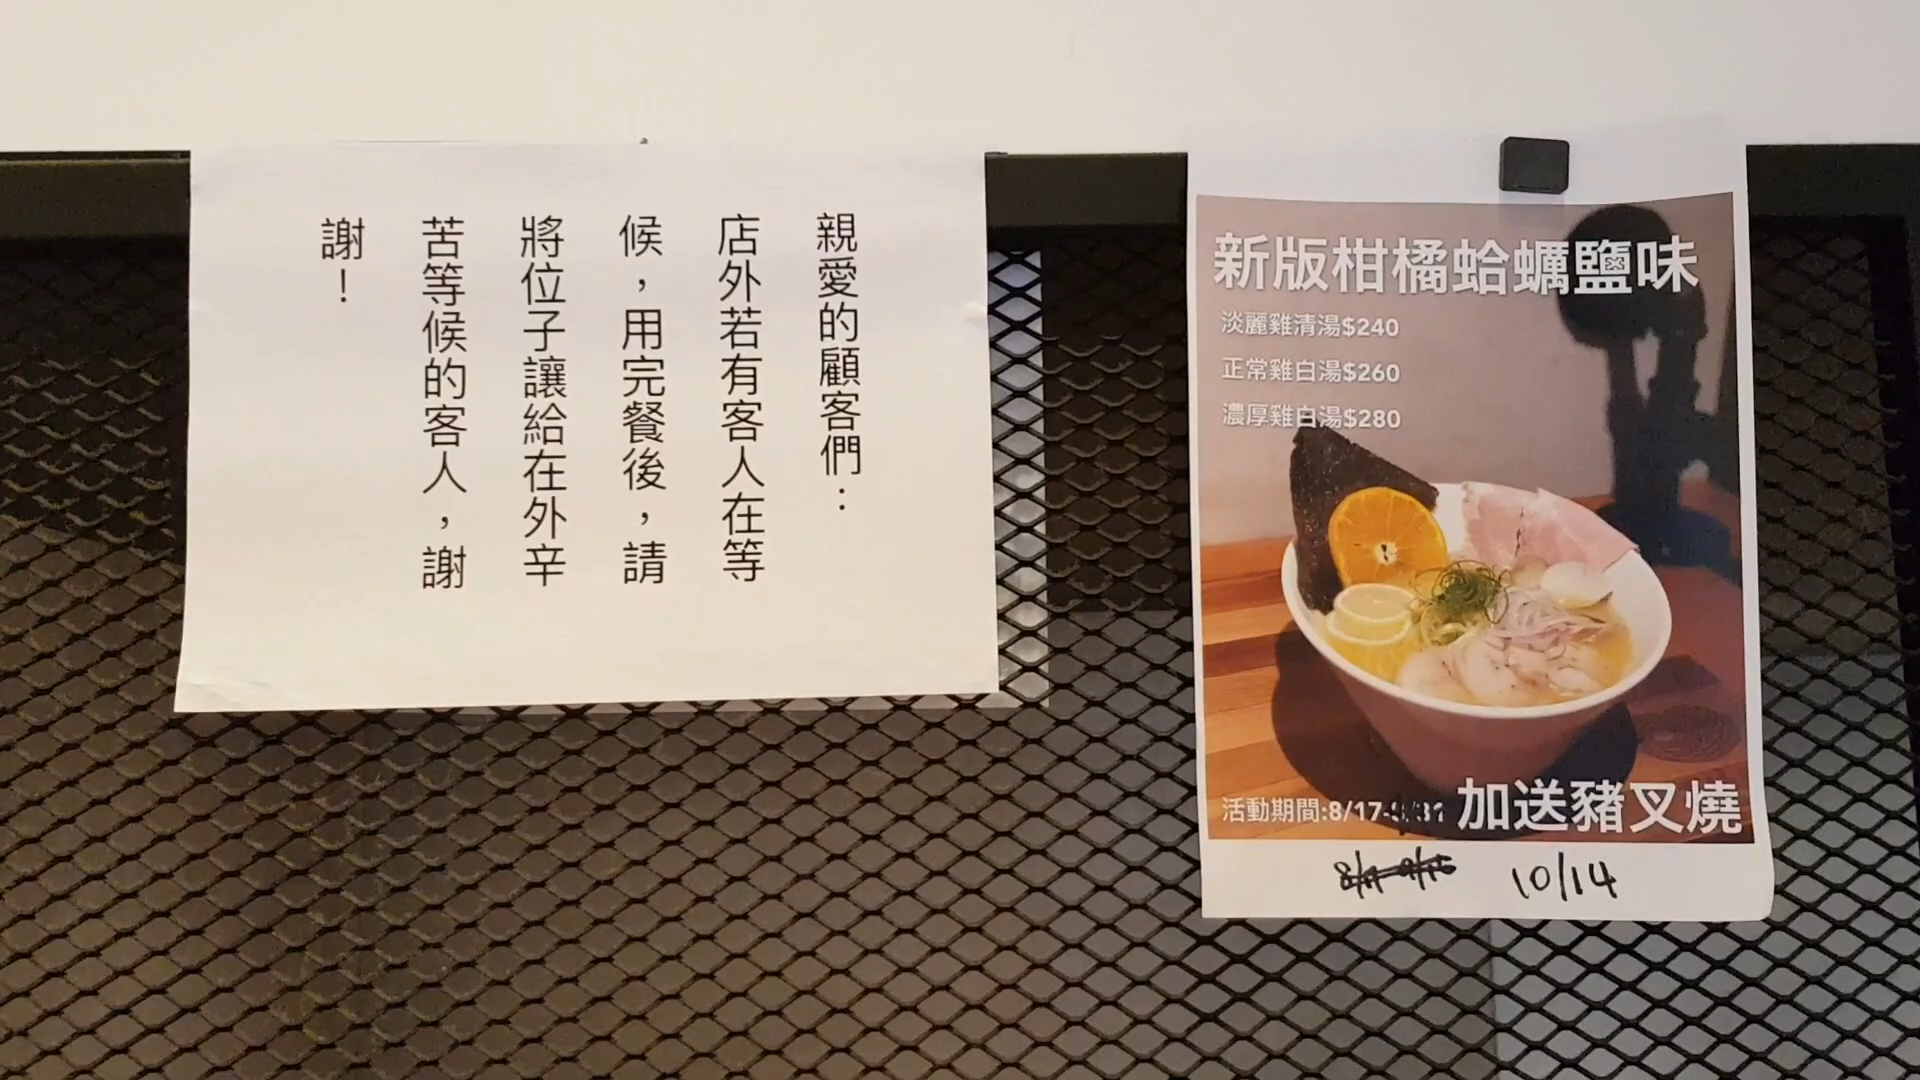 親愛的顧客們：
店外若有客人在等
候，用完餐後，請
將位子讓給在外辛
苦等候的客人，謝
謝！
新版柑橘蛤蠣鹽味
淡麗雞清湯$240
正常雞白湯$260
濃厚雞白湯$280
活動期間:8/17-8/31
加送豬叉燒
10/14